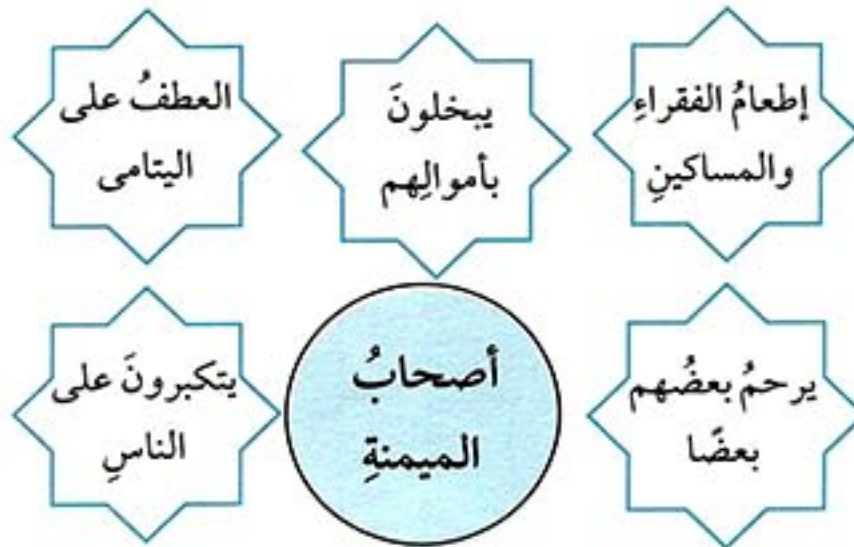 إطعامُ الفقراءِ
والمساكينِ
يبخلونَ
بأموالِهم
العطفُ على
اليتامى
يرحمُ بعضُهم
بعضًا
أصحابُ
الميمنةِ
يتكبرونَ على
الناسِ